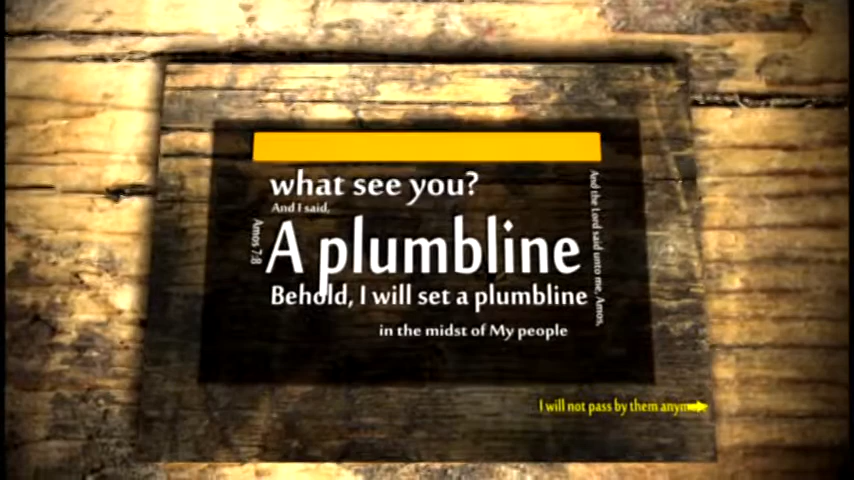 And the Lord said unto me, Amos,
what see you?
And I said,
A plumbline
Amos 7:8
Behold, I will set a plumbline
in the midst of My people
I will not pass by them